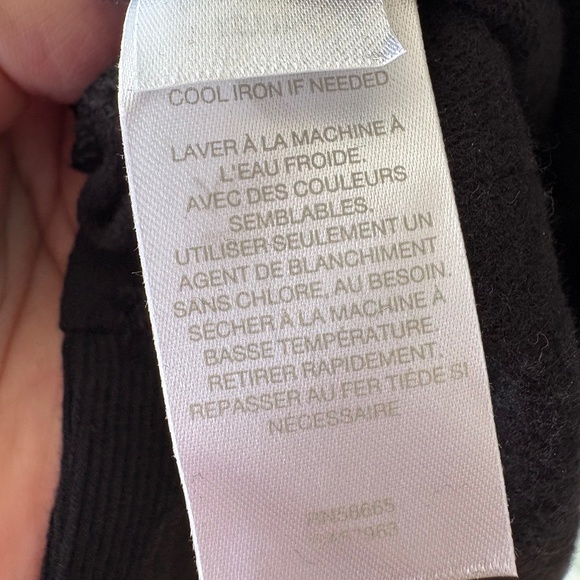 COOL IRON IF NEEDED.
LAVER À LA MACHINE À
L'EAU FROIDE.
AVEC DES COULEURS
SEMBLABLES.
UTILISER SEULEMENT UN
AGENT DE BLANCHIMENT
SANS CHLORE, AU BESOIN.
SÉCHER À LA MACHINE À
BASSE TEMPÉRATURE.
RETIRER RAPIDEMENT.
REPASSER AU FER TIÉDE SI
NÉCESSAIRE
RN58665